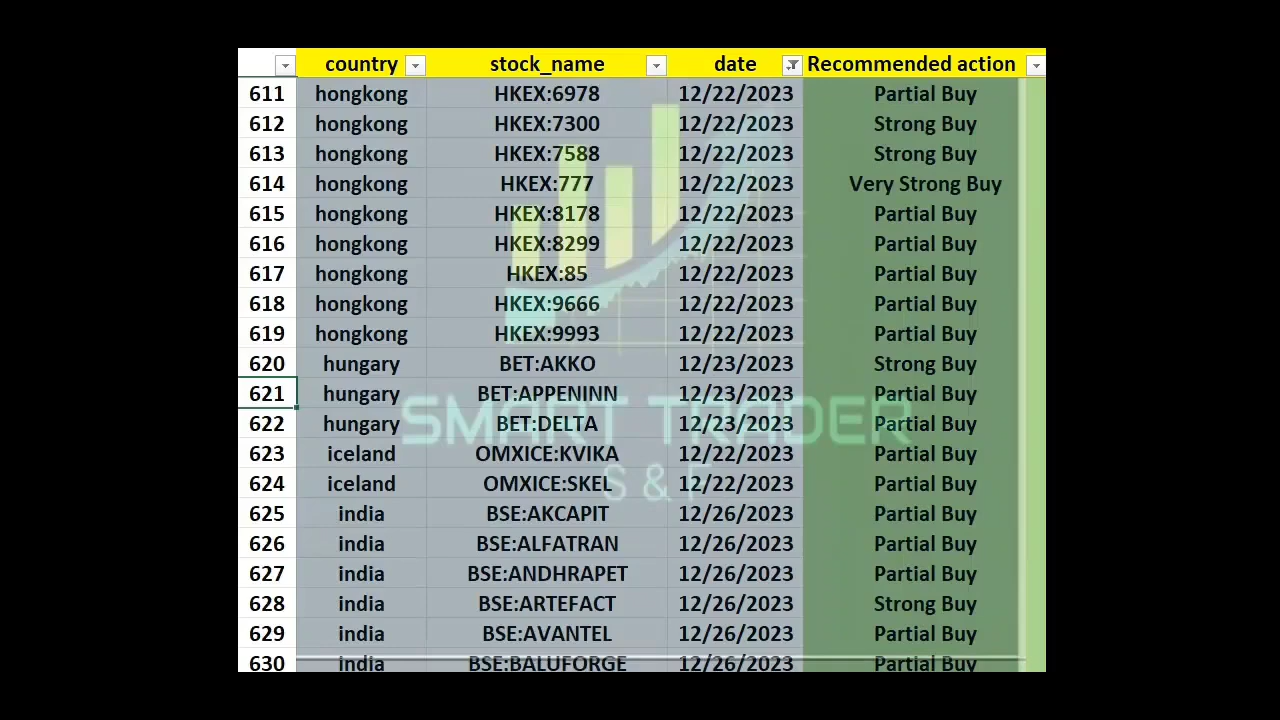 country stock_name date Recommended action
611 hongkong HKEX:6978 12/22/2023 Partial Buy
612 hongkong HKEX:7300 12/22/2023 Strong Buy
613 hongkong HKEX:7588 12/22/2023 Strong Buy
614 hongkong HKEX:777 12/22/2023 Very Strong Buy
615 hongkong HKEX:8178 12/22/2023 Partial Buy
616 hongkong HKEX:8299 12/22/2023 Partial Buy
617 hongkong HKEX:85 12/22/2023 Partial Buy
618 hongkong HKEX:9666 12/22/2023 Partial Buy
619 hongkong HKEX:9993 12/22/2023 Partial Buy
620 hungary BET:AKKO 12/23/2023 Strong Buy
621 hungary BET:APPENINN 12/23/2023 Partial Buy
622 hungary BET:DELTA 12/23/2023 Partial Buy
SMART TRADER
623 iceland OMXICE:KVIKA 12/22/2023 Partial Buy
624 iceland OMXICE:SKEL 12/22/2023 Partial Buy
S & F
625 india BSE:AKCAPIT 12/26/2023 Partial Buy
626 india BSE:ALFATRAN 12/26/2023 Partial Buy
627 india BSE:ANDHRAPET 12/26/2023 Partial Buy
628 india BSE:ARTEFACT 12/26/2023 Strong Buy
629 india BSE:AVANTEL 12/26/2023 Partial Buy
630 india BSE:BALUFORGE 12/26/2023 Partial Buy